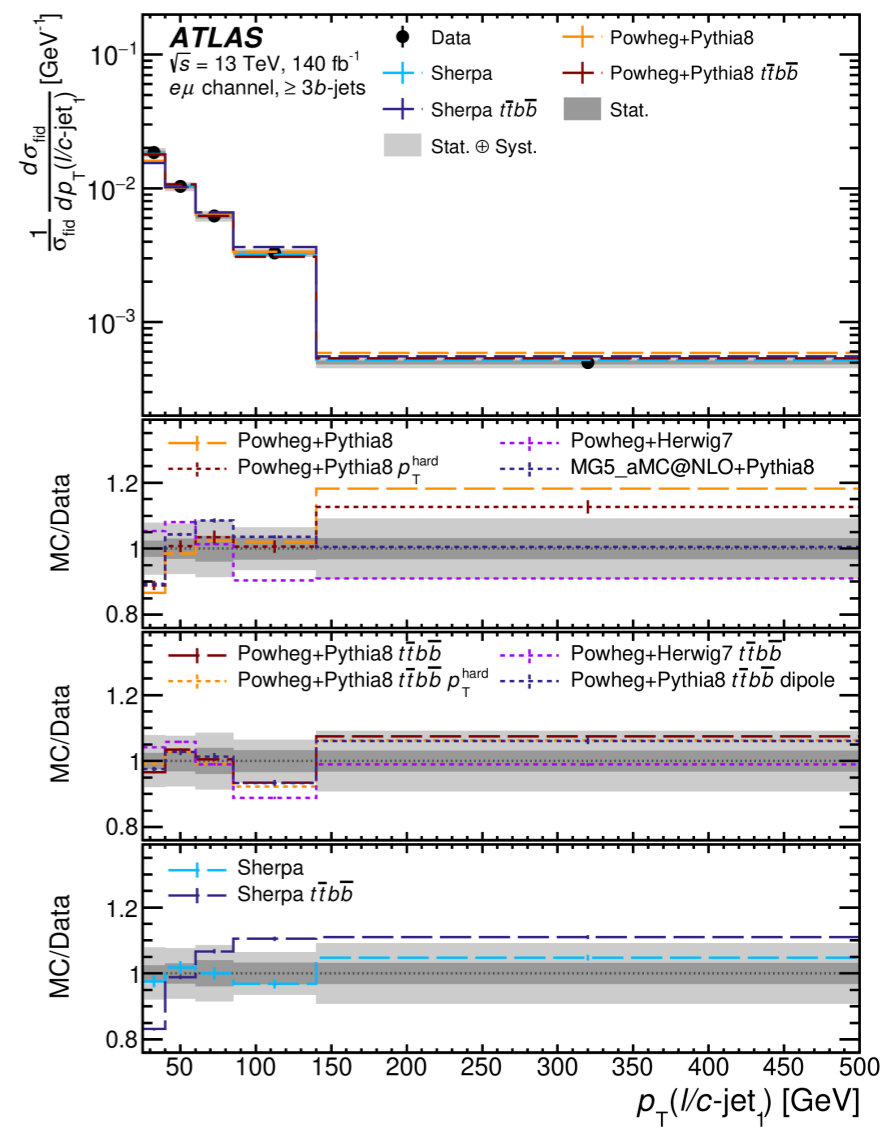 ATLAS
√s = 13 TeV, 140 fb⁻¹
eμ channel, ≥ 3b-jets
Data
Sherpa
Sherpa tt̅bb̅
Stat. ⊕ Syst.
Powheg+Pythia8
Powheg+Pythia8 tt̅bb̅
Stat.
1/σ_fid dσ_fid/dp_T(l/c-jet_1) [GeV⁻¹]
10⁻¹
10⁻²
10⁻³
Powheg+Pythia8
Powheg+Pythia8 p_T^hard
Powheg+Herwig7
MG5_aMC@NLO+Pythia8
MC/Data
1.2
1
0.8
Powheg+Pythia8 tt̅bb̅
Powheg+Pythia8 tt̅bb̅ p_T^hard
Powheg+Herwig7 tt̅bb̅
Powheg+Pythia8 tt̅bb̅ dipole
MC/Data
1.2
1
0.8
Sherpa
Sherpa tt̅bb̅
MC/Data
1.2
1
0.8
50 100 150 200 250 300 350 400 450 500
p_T(l/c-jet_1) [GeV]